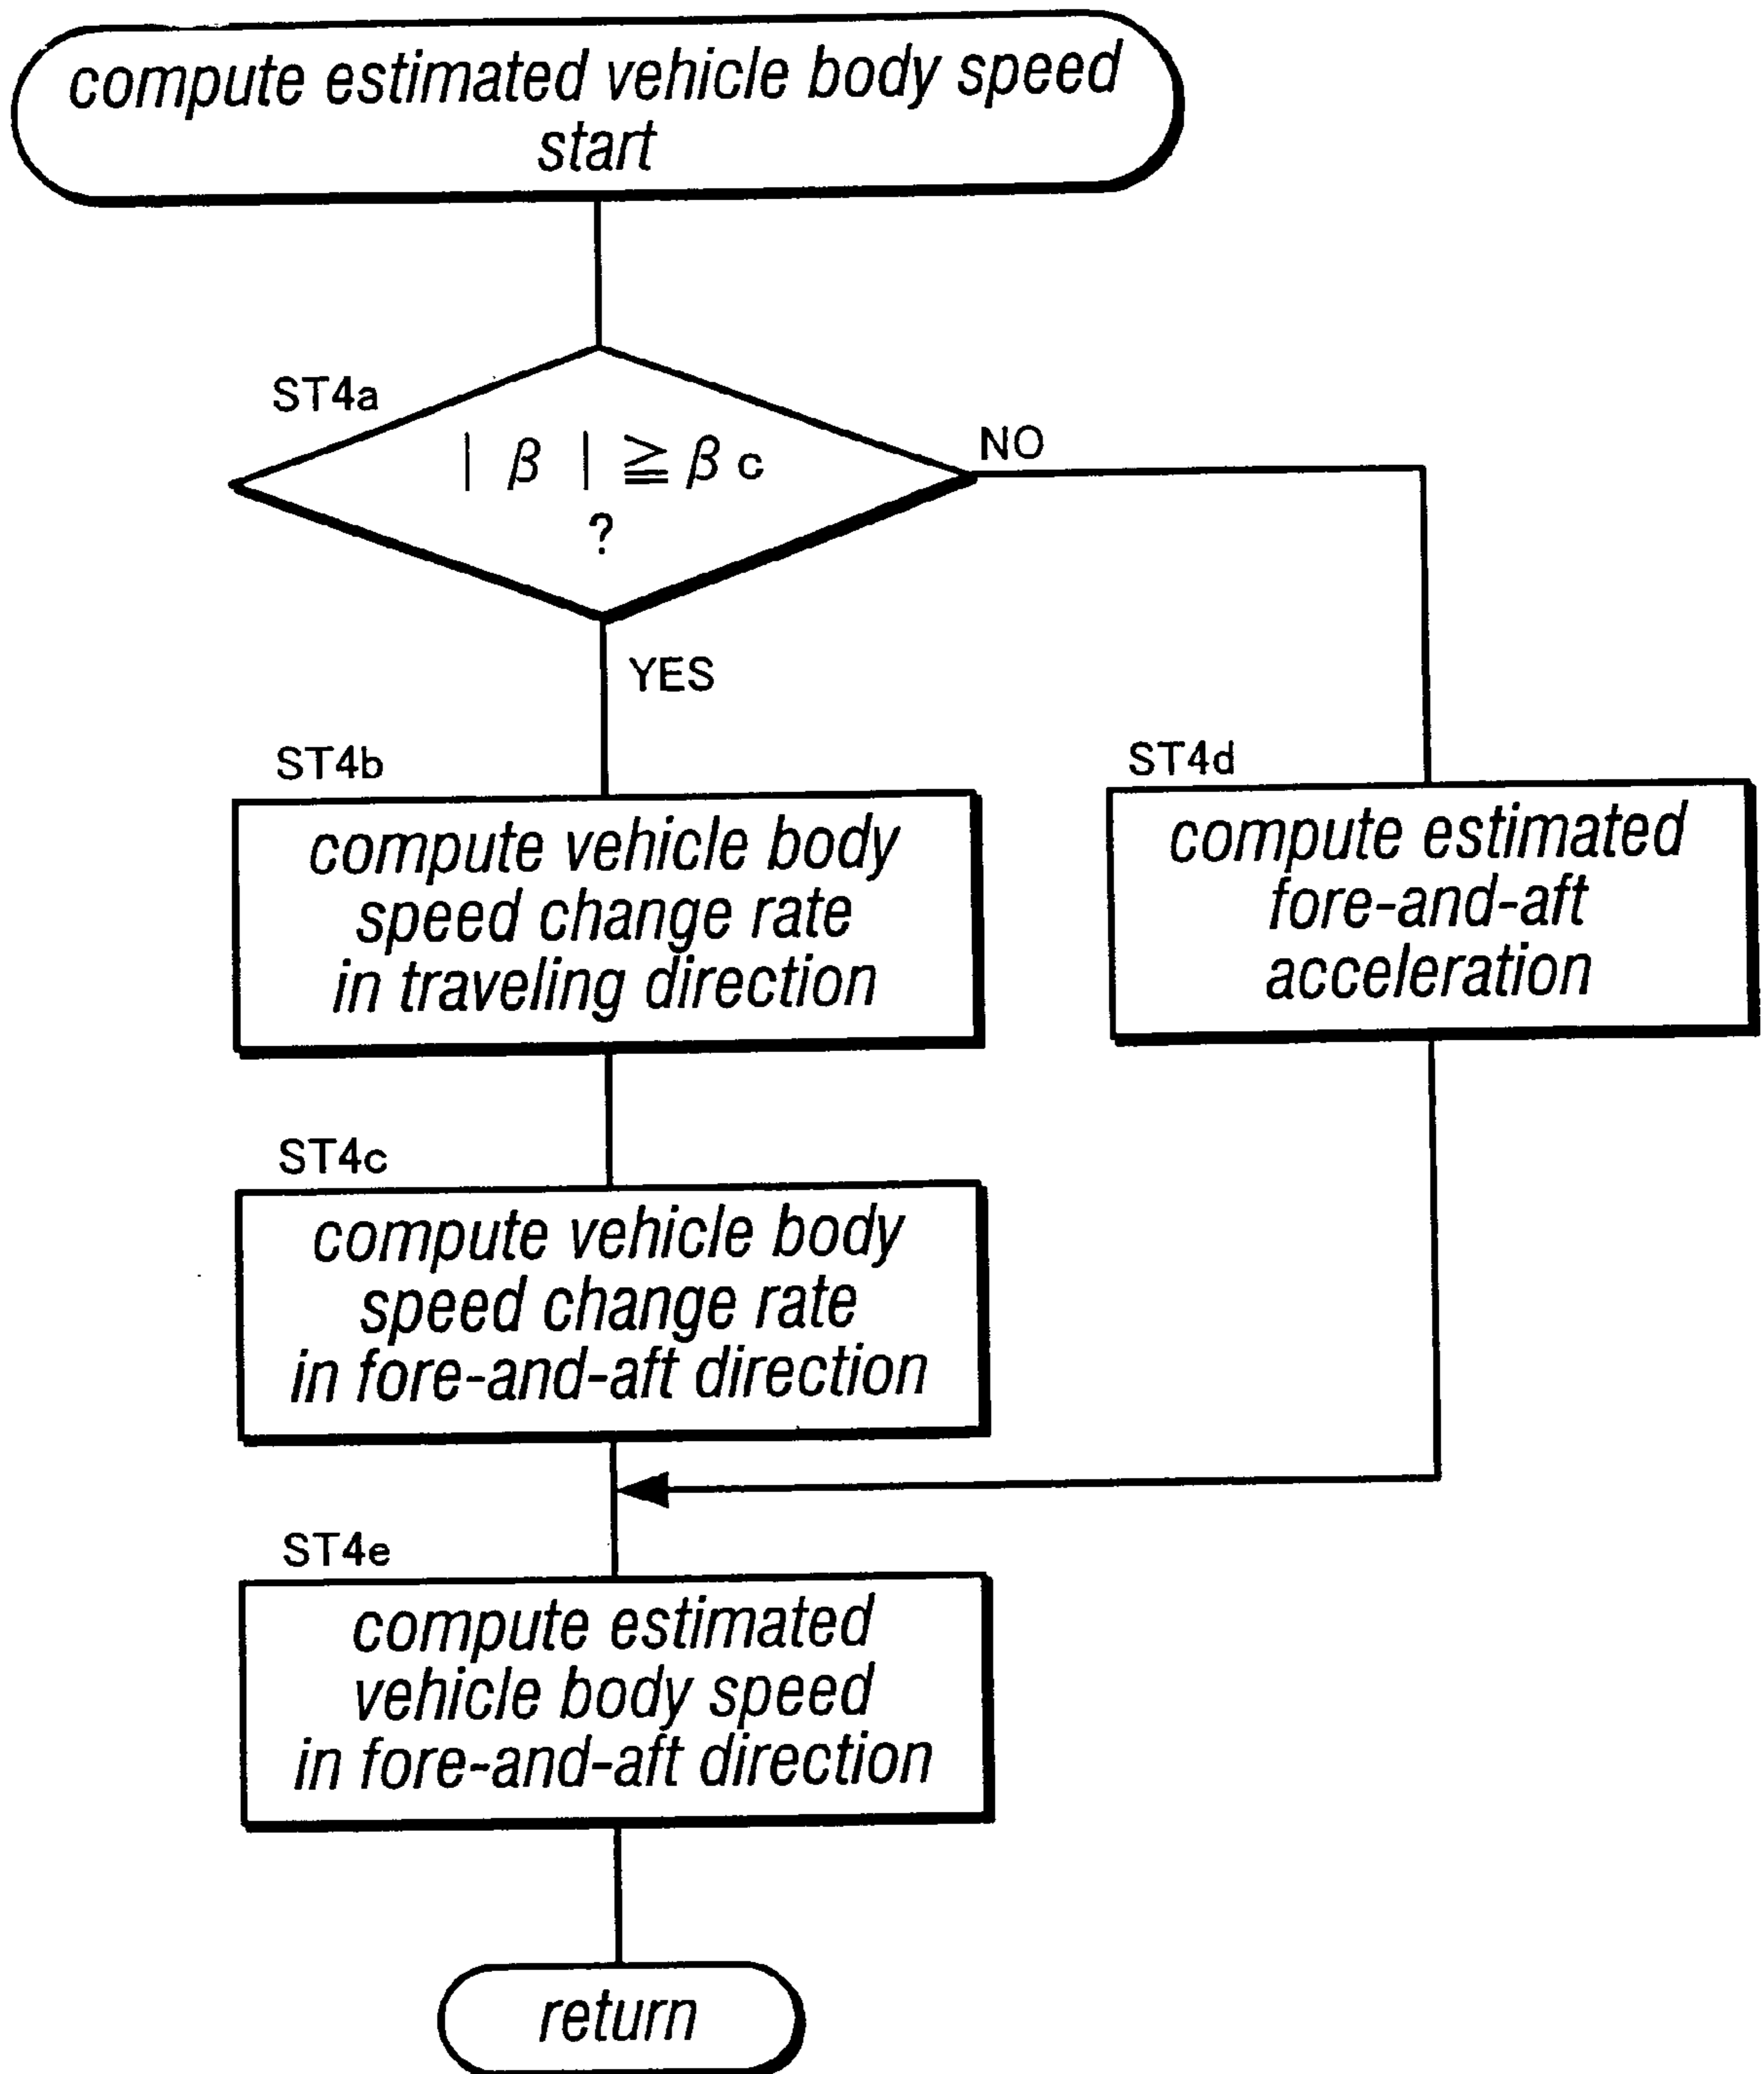 compute estimated vehicle body speed
start
ST4a
| β | ≧ β c
?
NO
YES
ST4b
compute vehicle body
speed change rate
in traveling direction
ST4d
compute estimated
fore-and-aft
acceleration
ST4c
compute vehicle body
speed change rate
in fore-and-aft direction
ST4e
compute estimated
vehicle body speed
in fore-and-aft direction
return